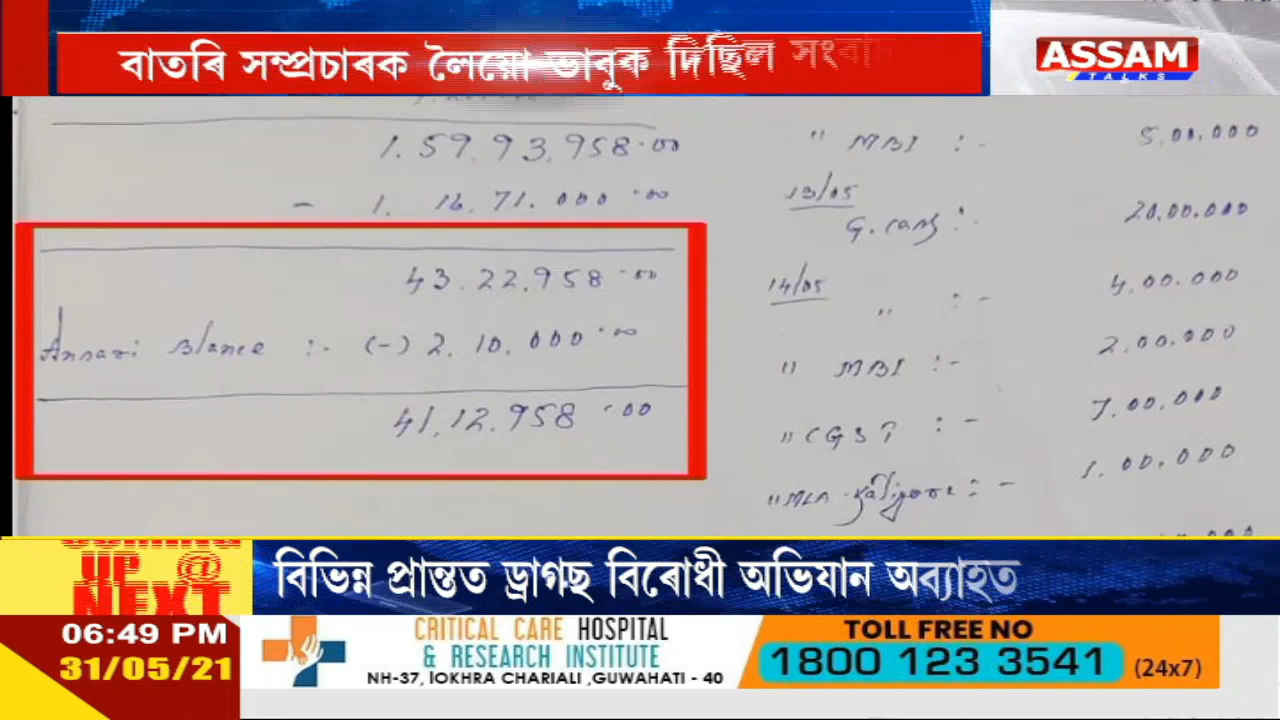 বাতৰি সম্প্ৰচাৰক লৈয়ো ভাবুক দিছিল সংবা
ASSAM
TALKS
1.59.93.958.00
- 1. 16.71.000.00
43.22.958.00
Blance :- (-) 2.10.000.00
41.12.958.00
" MBI :- 5,00.000
13/05
G. :- 20.00.000
14/05
" :- 4,00.000
" MBI :- 2,00.000
" CGST :- 7,00,000
" MLA :- 1.00.000
COMING
UP @
NEXT
বিভিন্ন প্ৰান্তত ড্ৰাগছ বিৰোধী অভিযান অব্যাহত
06:49 PM
31/05/21
CRITICAL CARE HOSPITAL
& RESEARCH INSTITUTE
NH-37, lOKHRA CHARIALI ,GUWAHATI - 40
TOLL FREE NO
1800 123 3541 (24x7)